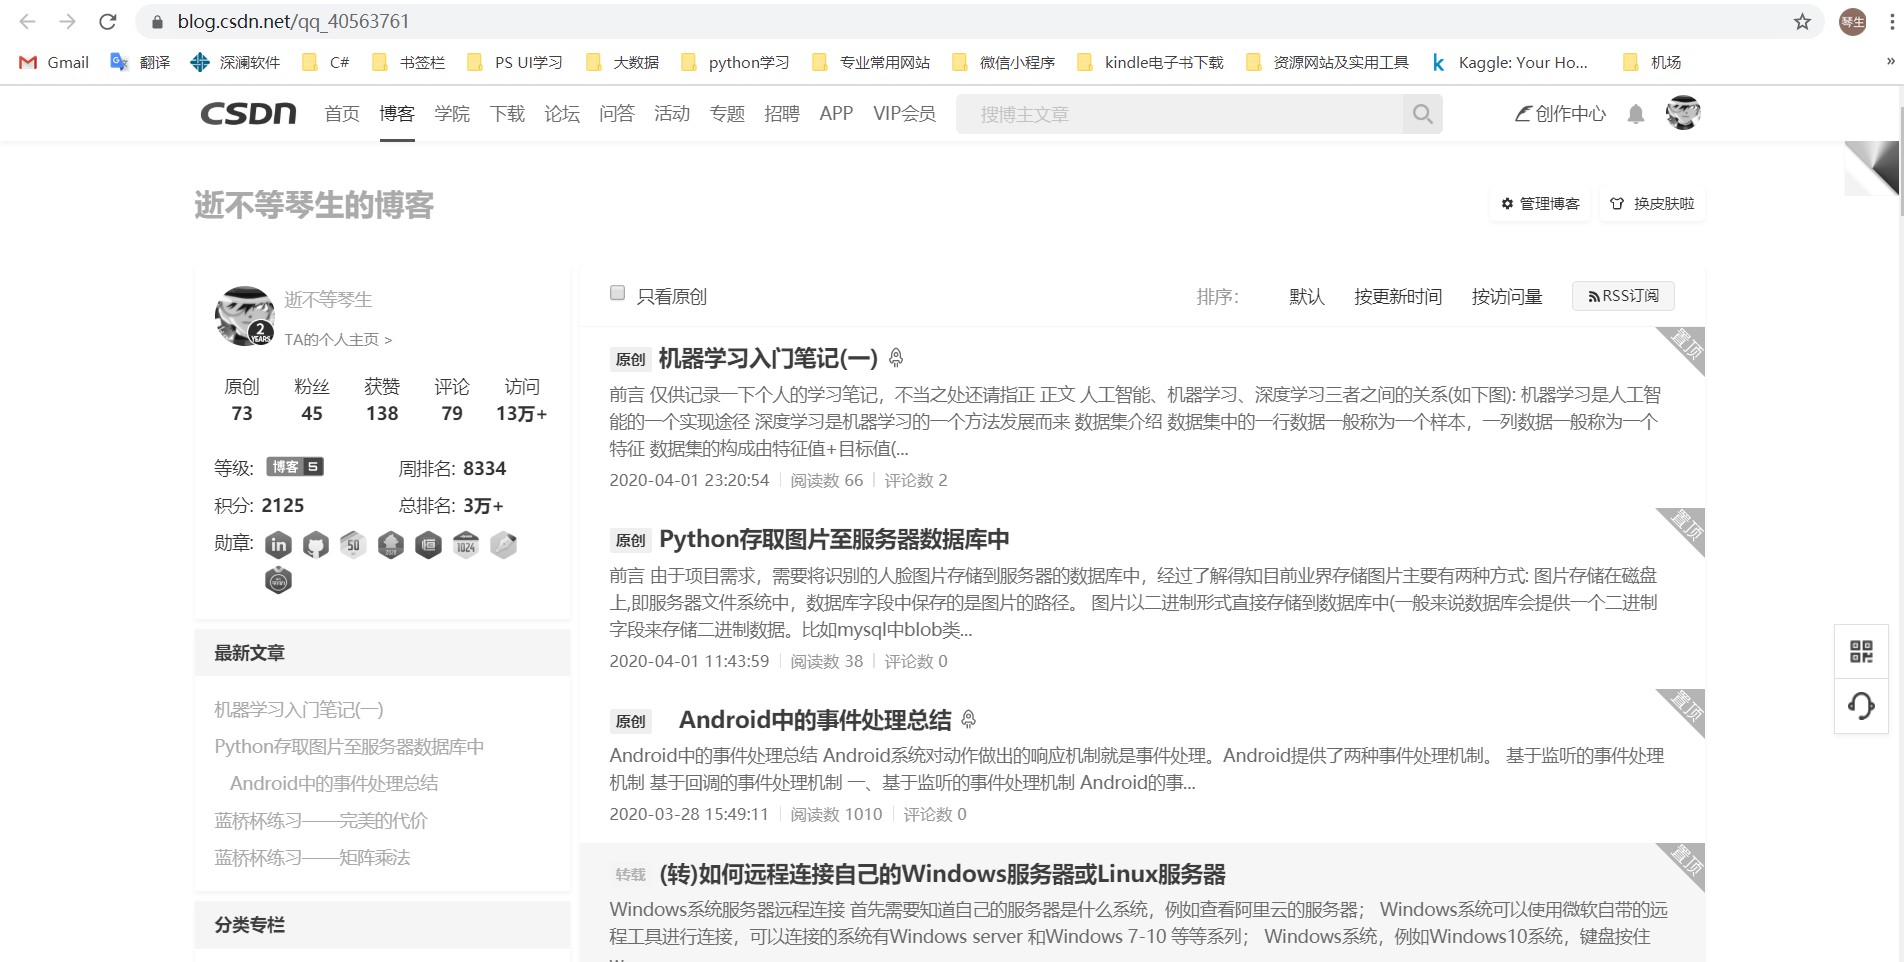 blog.csdn.net/qq_40563761
琴生
Gmail 翻译 深澜软件 C# 书签栏 PS UI学习 大数据 python学习 专业常用网站 微信小程序 kindle电子书下载 资源网站及实用工具 Kaggle: Your Ho... 机场 »
CSDN 首页 博客 学院 下载 论坛 问答 活动 专题 招聘 APP VIP会员 搜博主文章 创作中心
逝不等琴生的博客
管理博客 换皮肤啦
逝不等琴生
2 YEARS
TA的个人主页 >
原创 粉丝 获赞 评论 访问
73 45 138 79 13万+
等级: 博客 5 周排名: 8334
积分: 2125 总排名: 3万+
勋章: in 50 1024
最新文章
机器学习入门笔记(一)
Python存取图片至服务器数据库中
Android中的事件处理总结
蓝桥杯练习——完美的代价
蓝桥杯练习——矩阵乘法
分类专栏
只看原创 排序: 默认 按更新时间 按访问量 RSS订阅
置顶
原创 机器学习入门笔记(一)
前言 仅供记录一下个人的学习笔记，不当之处还请指正 正文 人工智能、机器学习、深度学习三者之间的关系(如下图): 机器学习是人工智
能的一个实现途径 深度学习是机器学习的一个方法发展而来 数据集介绍 数据集中的一行数据一般称为一个样本，一列数据一般称为一个
特征 数据集的构成由特征值+目标值(...
2020-04-01 23:20:54 阅读数 66 评论数 2
置顶
原创 Python存取图片至服务器数据库中
前言 由于项目需求，需要将识别的人脸图片存储到服务器的数据库中，经过了解得知目前业界存储图片主要有两种方式: 图片存储在磁盘
上,即服务器文件系统中，数据库字段中保存的是图片的路径。 图片以二进制形式直接存储到数据库中(一般来说数据库会提供一个二进制
字段来存储二进制数据。比如mysql中blob类...
2020-04-01 11:43:59 阅读数 38 评论数 0
置顶
原创 Android中的事件处理总结
Android中的事件处理总结 Android系统对动作做出的响应机制就是事件处理。Android提供了两种事件处理机制。 基于监听的事件处理
机制 基于回调的事件处理机制 一、基于监听的事件处理机制 Android的事...
2020-03-28 15:49:11 阅读数 1010 评论数 0
置顶
转载 (转)如何远程连接自己的Windows服务器或Linux服务器
Windows系统服务器远程连接 首先需要知道自己的服务器是什么系统，例如查看阿里云的服务器； Windows系统可以使用微软自带的远
程工具进行连接，可以连接的系统有Windows server 和Windows 7-10 等等系列； Windows系统，例如Windows10系统，键盘按住